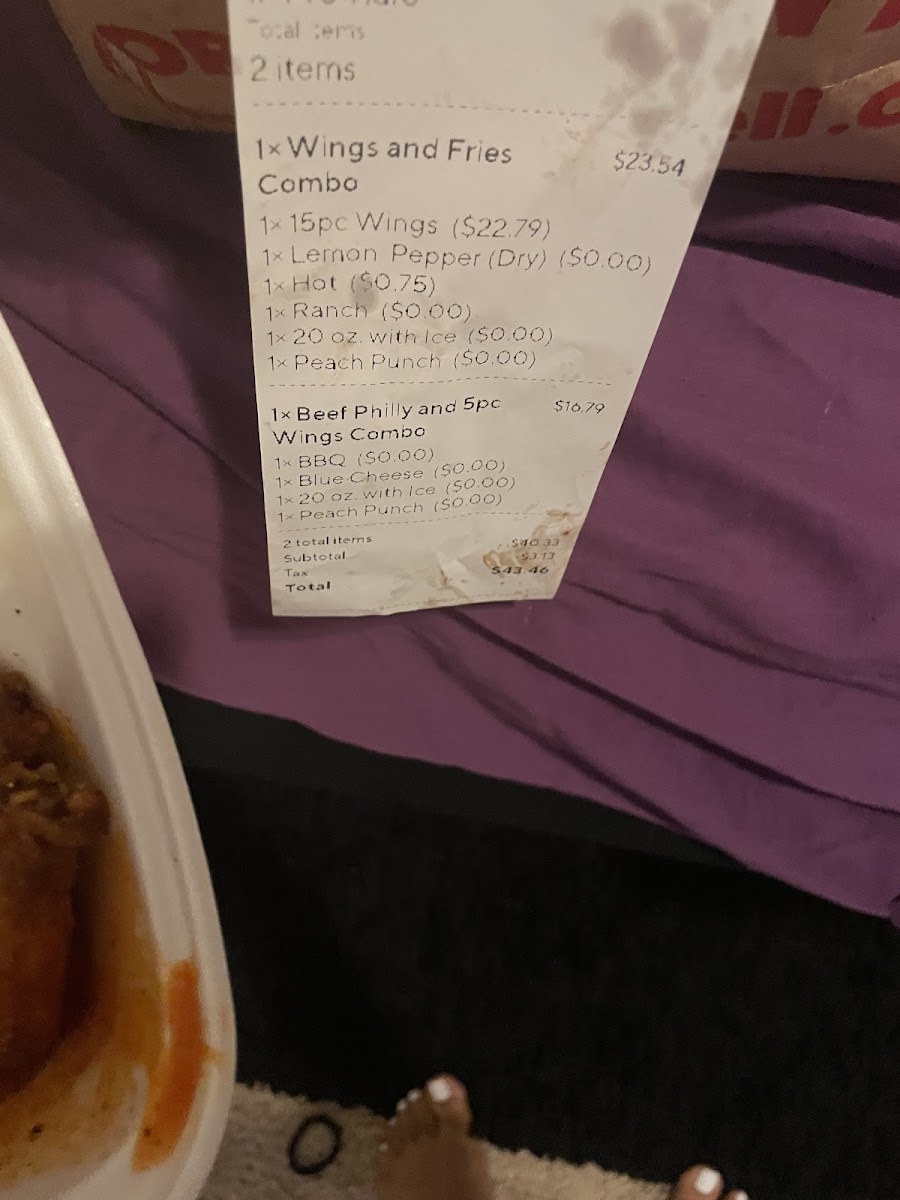 Total items
2 items
1x Wings and Fries $23.54
Combo
1x 15pc Wings ($22.79)
1x Lemon Pepper (Dry) ($0.00)
1x Hot ($0.75)
1x Ranch ($0.00)
1x 20 oz. with Ice ($0.00)
1x Peach Punch ($0.00)
1x Beef Philly and 5pc $16.79
Wings Combo
1x BBQ ($0.00)
1x Blue Cheese ($0.00)
1x 20 oz. with Ice ($0.00)
1x Peach Punch ($0.00)
2 total items
Subtotal $40.33
Tax $3.13
Total $43.46